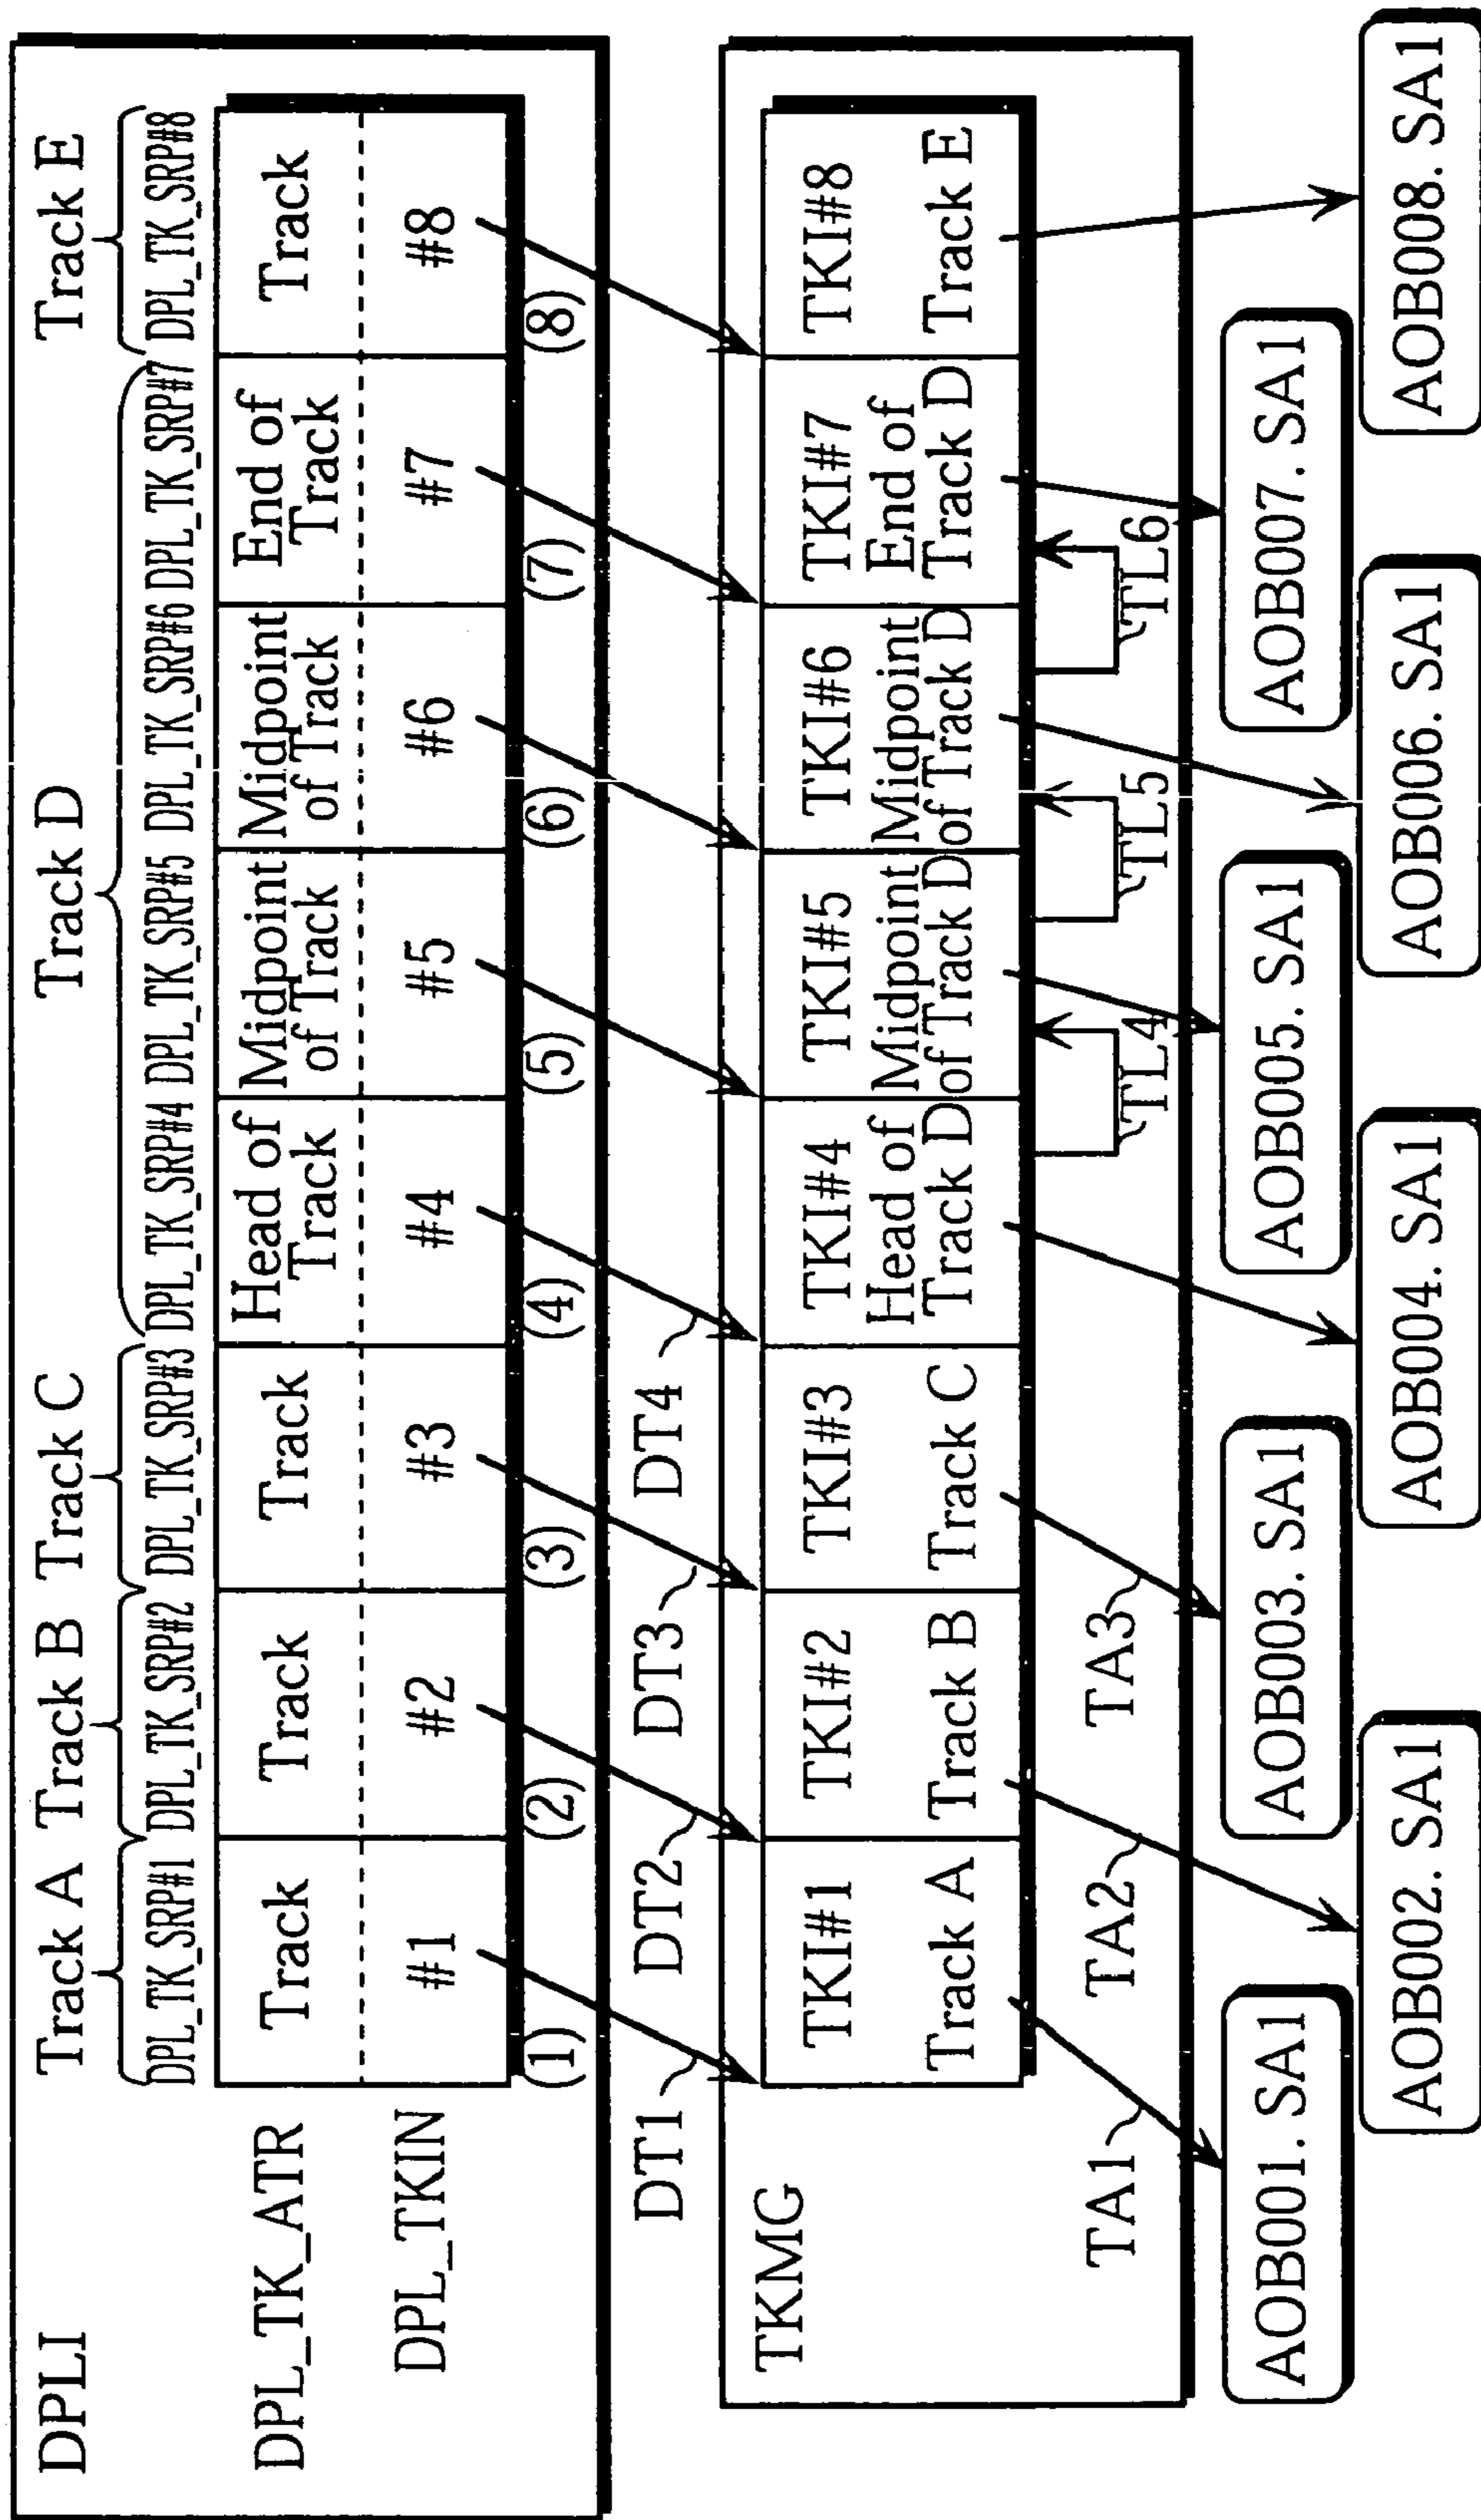 DPLI
Track A Track B Track C Track D Track E
DPL_TK_SRP#1 DPL_TK_SRP#2 DPL_TK_SRP#3 DPL_TK_SRP#4 DPL_TK_SRP#5 DPL_TK_SRP#6 DPL_TK_SRP#7 DPL_TK_SRP#8
DPL_TK_ATR
Track
Track
Track
Head of
Track
Midpoint
of Track
Midpoint
of Track
End of
Track
Track
DPL_TKIN
#1 #2 #3 #4 #5 #6 #7 #8
(1) (2) (3) (4) (5) (6) (7) (8)
DT1 DT2 DT3 DT4
TKMG
TKI#1
Track A
TKI#2
Track B
TKI#3
Track C
TKI#4
Head of
Track D
TKI#5
Midpoint
of Track D
TKI#6
Midpoint
of Track D
TKI#7
End of
Track D
TKI#8
Track E
TA1 TA2 TA3 TL4 TL5 TL6
AOB001. SA1 AOB003. SA1 AOB005. SA1 AOB007. SA1
AOB002. SA1 AOB004. SA1 AOB006. SA1 AOB008. SA1